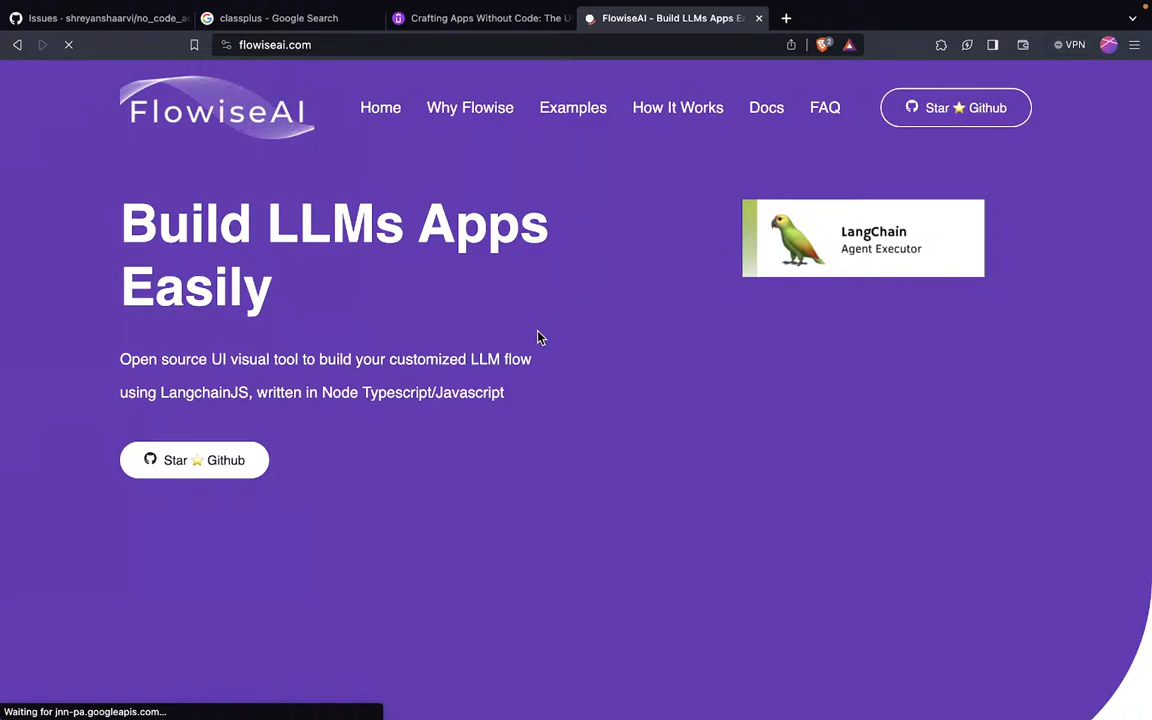 Issues · shreyanshaarvi/no_code_ac
classplus - Google Search
Crafting Apps Without Code: The U
FlowiseAI - Build LLMs Apps Ea
flowiseai.com
2
VPN
FlowiseAI
Home
Why Flowise
Examples
How It Works
Docs
FAQ
Star ⭐ Github
Build LLMs Apps
Easily
LangChain
Agent Executor
Open source UI visual tool to build your customized LLM flow
using LangchainJS, written in Node Typescript/Javascript
Star ⭐ Github
Waiting for jnn-pa.googleapis.com...